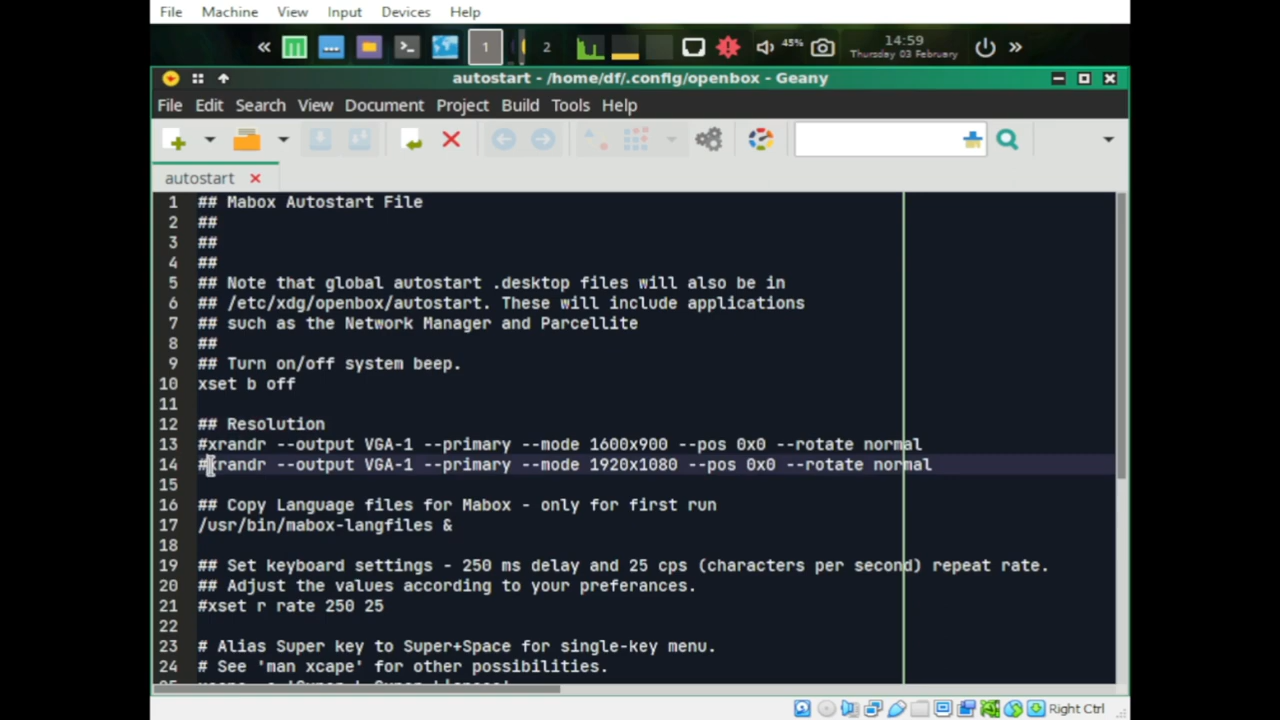 File Machine View Input Devices Help
« 1 2 45% 14:59 »
Thursday 03 February
autostart - /home/df/.config/openbox - Geany
File Edit Search View Document Project Build Tools Help
autostart
1 ## Mabox Autostart File
2 ##
3 ##
4 ##
5 ## Note that global autostart .desktop files will also be in
6 ## /etc/xdg/openbox/autostart. These will include applications
7 ## such as the Network Manager and Parcellite
8 ##
9 ## Turn on/off system beep.
10 xset b off
11
12 ## Resolution
13 #xrandr --output VGA-1 --primary --mode 1600x900 --pos 0x0 --rotate normal
14 #xrandr --output VGA-1 --primary --mode 1920x1080 --pos 0x0 --rotate normal
15
16 ## Copy Language files for Mabox - only for first run
17 /usr/bin/mabox-langfiles &
18
19 ## Set keyboard settings - 250 ms delay and 25 cps (characters per second) repeat rate.
20 ## Adjust the values according to your preferances.
21 #xset r rate 250 25
22
23 # Alias Super key to Super+Space for single-key menu.
24 # See 'man xcape' for other possibilities.
Right Ctrl